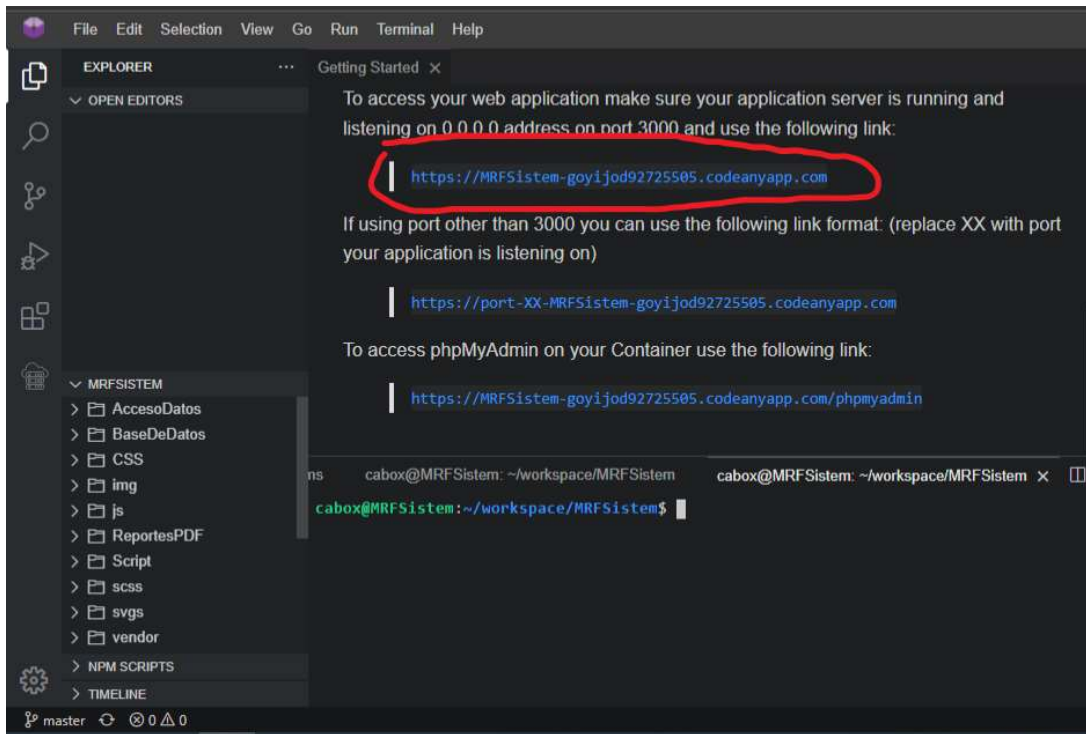 File Edit Selection View Go Run Terminal Help
EXPLORER
Getting Started
OPEN EDITORS
To access your web application make sure your application server is running and
listening on 0.0.0.0 address on port 3000 and use the following link:
https://MRFSistem-goyijod92725505.codeanyapp.com
If using port other than 3000 you can use the following link format: (replace XX with port
your application is listening on)
https://port-XX-MRFSistem-goyijod92725505.codeanyapp.com
To access phpMyAdmin on your Container use the following link:
https://MRFSistem-goyijod92725505.codeanyapp.com/phpmyadmin
MRFSISTEM
AccesoDatos
BaseDeDatos
CSS
img
js
ReportesPDF
Script
scss
svgs
vendor
NPM SCRIPTS
TIMELINE
ms cabox@MRFSistem: ~/workspace/MRFSistem cabox@MRFSistem: ~/workspace/MRFSistem
cabox@MRFSistem:~/workspace/MRFSistem$
master 0 0